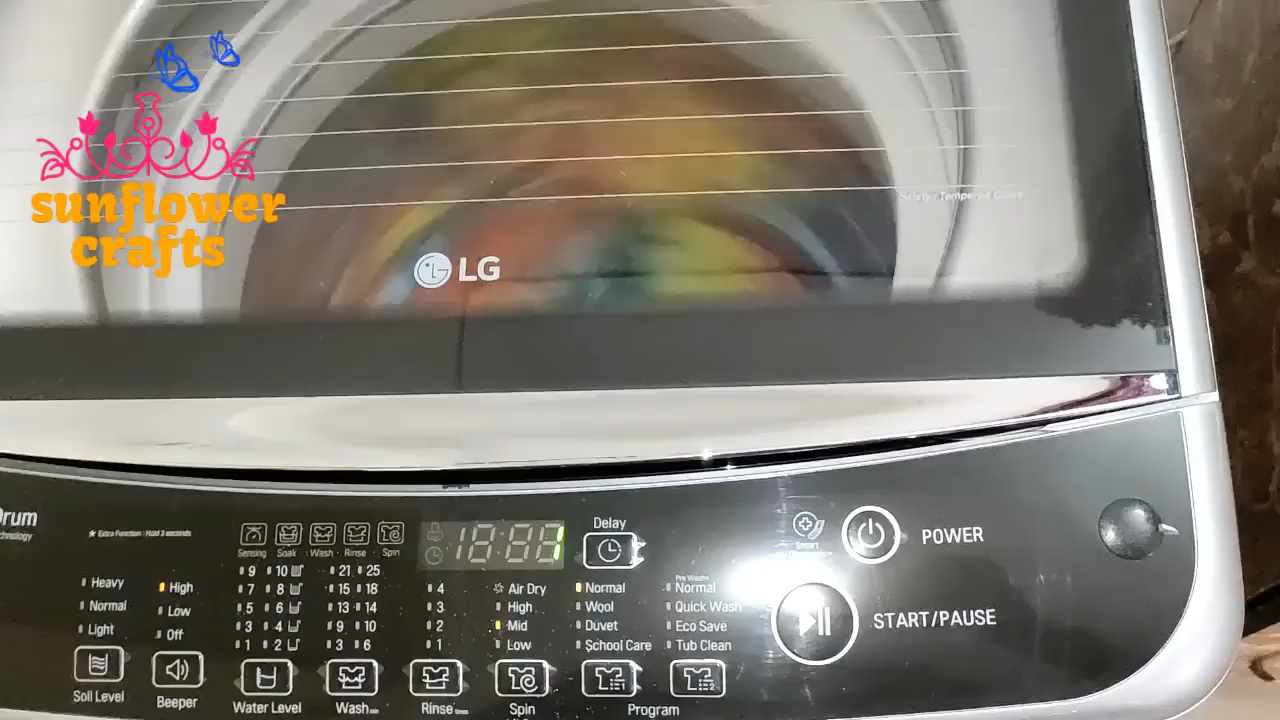 sunflower
crafts
Safety Tempered Glass
LG
Drum
★ Extra Function : Hold 3 seconds
Sensing Soak Wash Rinse Spin
18:88
Delay
Smart
POWER
START/PAUSE
Heavy
Normal
Light
Soil Level
High
Low
Off
Beeper
9 10
7 8
5 6
3 4
1 2
Water Level
21 25
15 18
13 14
9 10
3 6
Wash
4
3
2
1
Rinse
Air Dry
High
Mid
Low
Spin
Normal
Wool
Duvet
School Care
Pre Wash+
Normal
Quick Wash
Eco Save
Tub Clean
Program